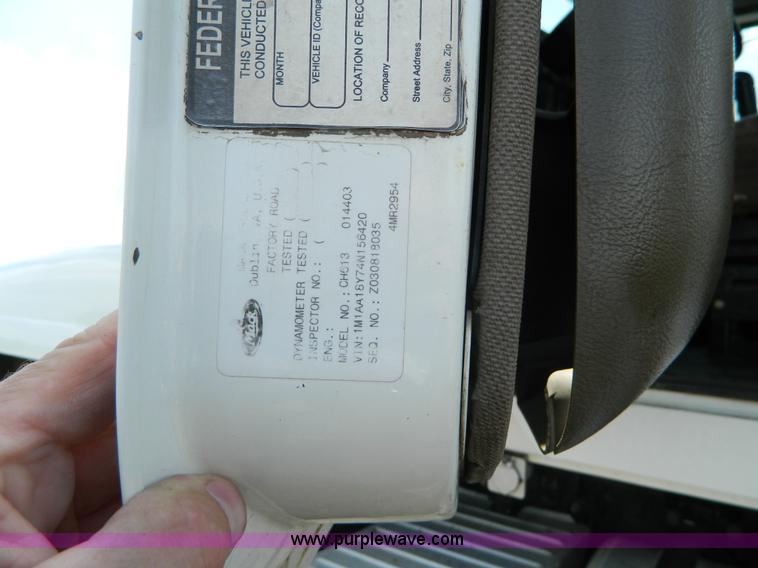 FEDER
THIS VEHICLE
CONDUCTED
MONTH
VEHICLE ID (Compa
LOCATION OF RECO
Company
Street Address
City, State, Zip
Mack
Dublin VA, U.S.A
FACTORY ROAD
TESTED (
DYNAMOMETER TESTED (
INSPECTOR NO.: (
ENG.:
MODEL NO.: CH613 014403
VIN: 1M1AA18Y74N156420
SEQ. NO.: Z030818035
4MR2954
www.purplewave.com